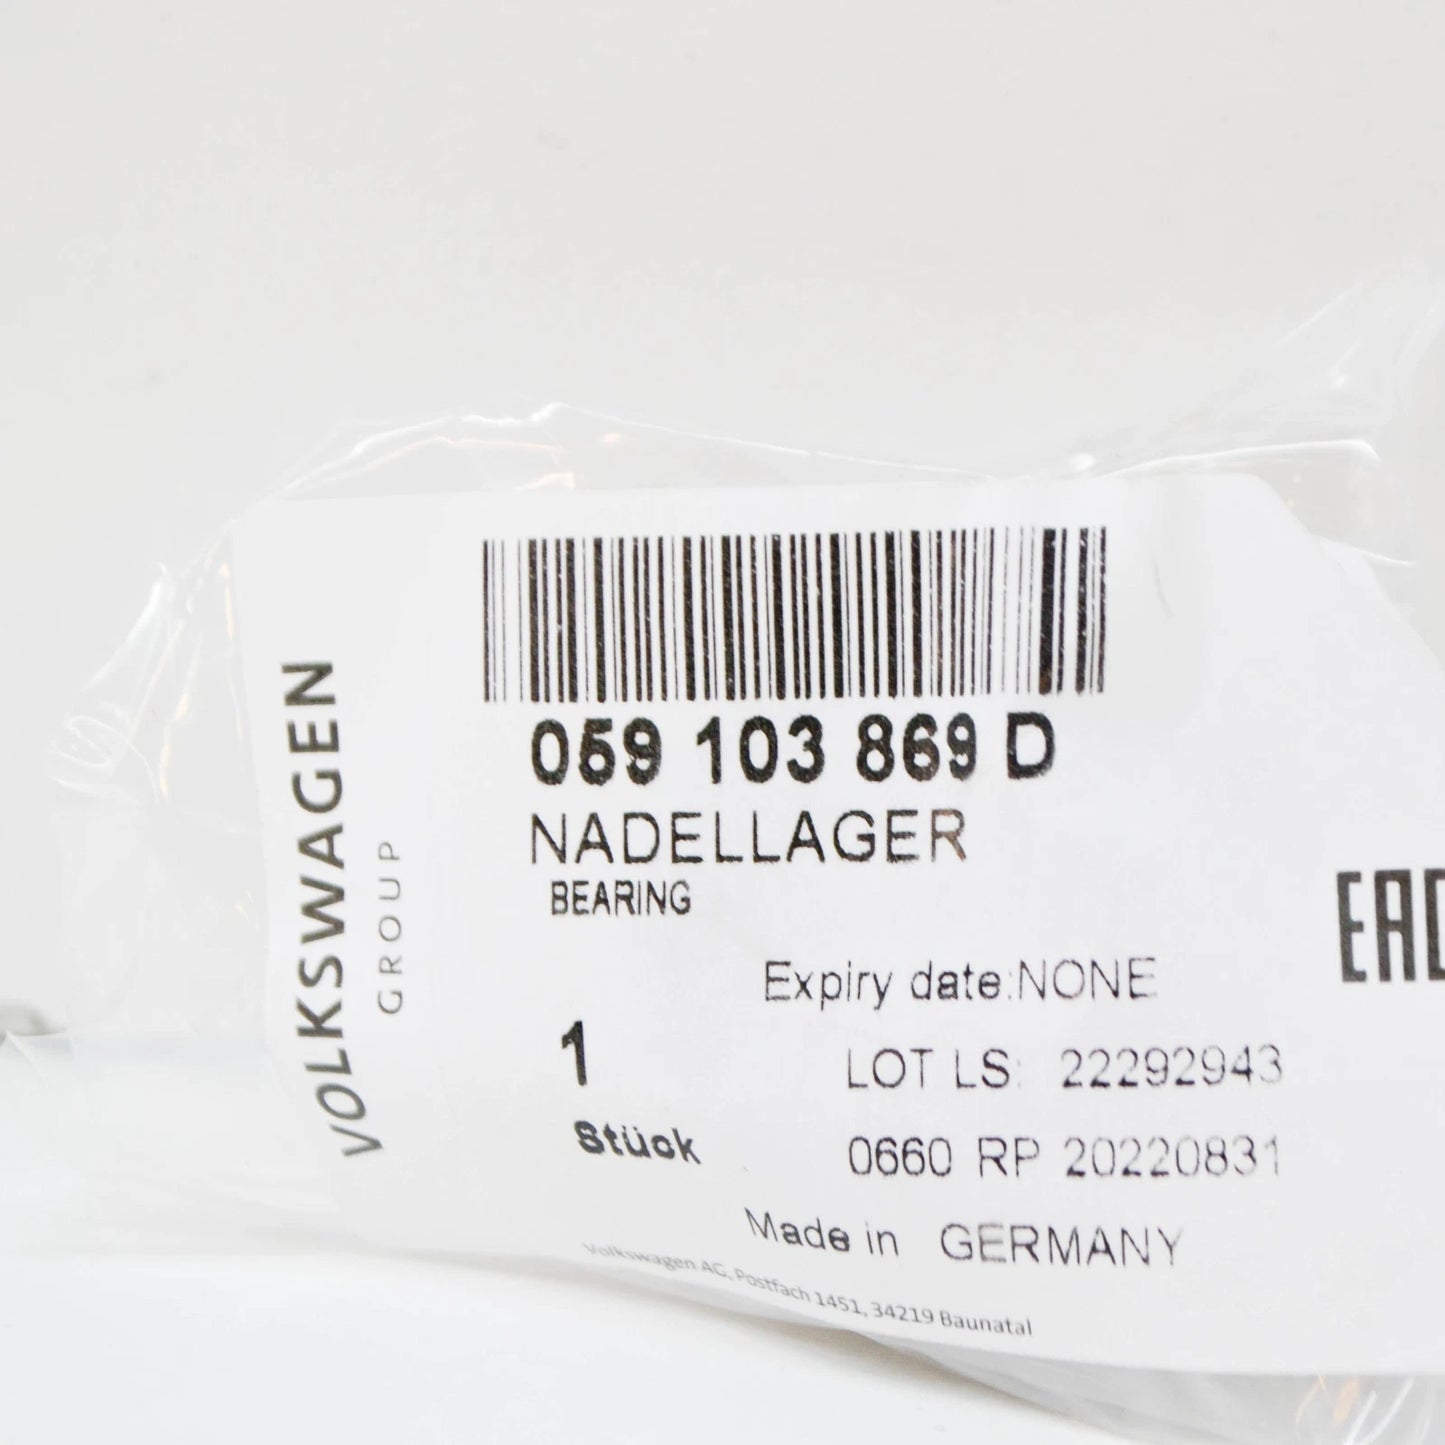 VOLKSWAGEN
GROUP
059 103 869 D
NADELLAGER
BEARING
EAC
Expiry date:NONE
1
LOT LS: 22292943
Stück
0660 RP 20220831
Made in GERMANY
Volkswagen AG, Postfach 1451, 34219 Baunatal